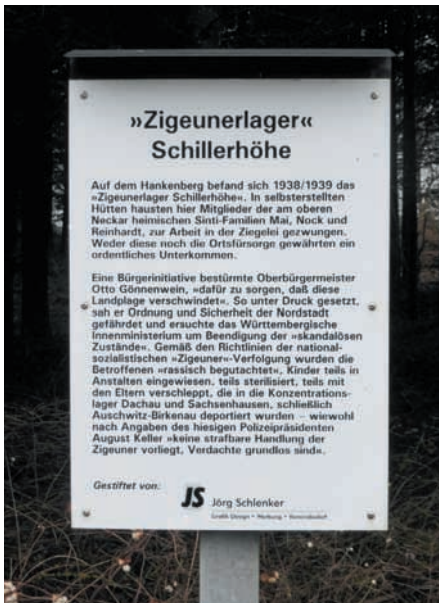 »Zigeunerlager«
Schillerhöhe
Auf dem Hankenberg befand sich 1938/1939 das
»Zigeunerlager Schillerhöhe«. In selbsterstellten
Hütten hausten hier Mitglieder der am oberen
Neckar heimischen Sinti-Familien Mai, Nock und
Reinhardt, zur Arbeit in der Ziegelei gezwungen.
Weder diese noch die Ortsfürsorge gewährten ein
ordentliches Unterkommen.
Eine Bürgerinitiative bestürmte Oberbürgermeister
Otto Gönnenwein, »dafür zu sorgen, daß diese
Landplage verschwindet«. So unter Druck gesetzt,
sah er Ordnung und Sicherheit der Nordstadt
gefährdet und ersuchte das Württembergische
Innenministerium um Beendigung der »skandalösen
Zustände«. Gemäß den Richtlinien der national-
sozialistischen »Zigeuner«-Verfolgung wurden die
Betroffenen »rassisch begutachtet«, Kinder teils in
Anstalten eingewiesen, teils sterilisiert, teils mit
den Eltern verschleppt, die in die Konzentrations-
lager Dachau und Sachsenhausen, schließlich
Auschwitz-Birkenau deportiert wurden – wiewohl
nach Angaben des hiesigen Polizeipräsidenten
August Keller »keine strafbare Handlung der
Zigeuner vorliegt, Verdachte grundlos sind«.
Gestiftet von:
JS Jörg Schlenker
Grafik-Design • Werbung •